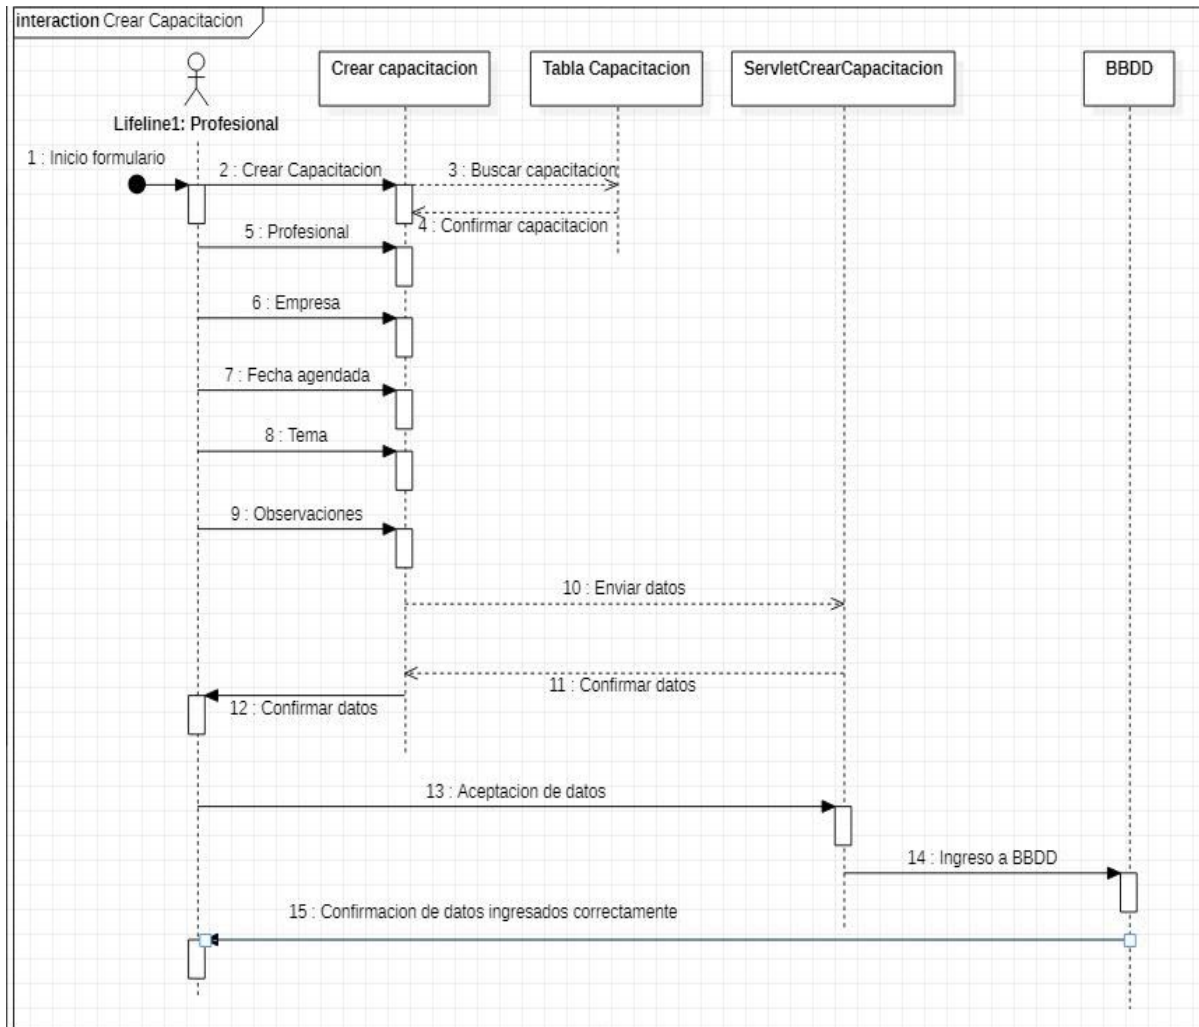 interaction Crear Capacitacion
Crear capacitacion
Tabla Capacitacion
ServletCrearCapacitacion
BBDD
Lifeline1: Profesional
1 : Inicio formulario
2 : Crear Capacitacion
3 : Buscar capacitacion
4 : Confirmar capacitacion
5 : Profesional
6 : Empresa
7 : Fecha agendada
8 : Tema
9 : Observaciones
10 : Enviar datos
11 : Confirmar datos
12 : Confirmar datos
13 : Aceptacion de datos
14 : Ingreso a BBDD
15 : Confirmacion de datos ingresados correctamente